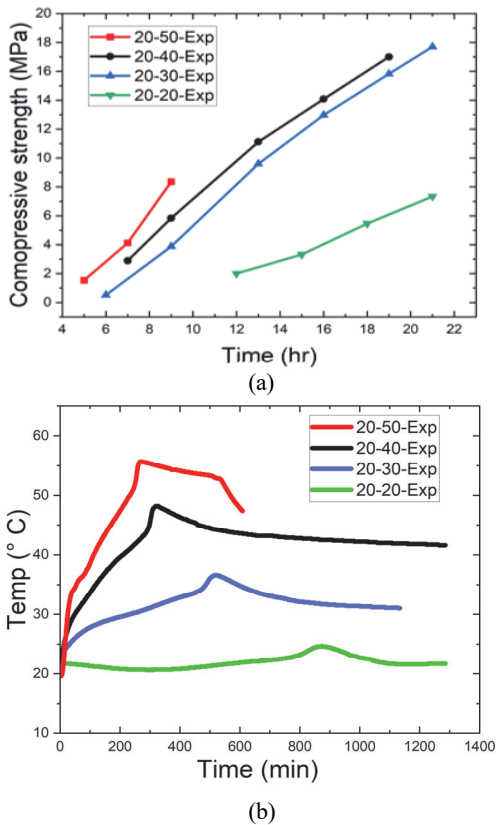 20
18
16
14
12
10
8
6
4
2
0
Comopressive strength (MPa)
20-50-Exp
20-40-Exp
20-30-Exp
20-20-Exp
4 6 8 10 12 14 16 18 20 22
Time (hr)
(a)
60
50
40
30
20
10
Temp (° C)
20-50-Exp
20-40-Exp
20-30-Exp
20-20-Exp
0 200 400 600 800 1000 1200 1400
Time (min)
(b)